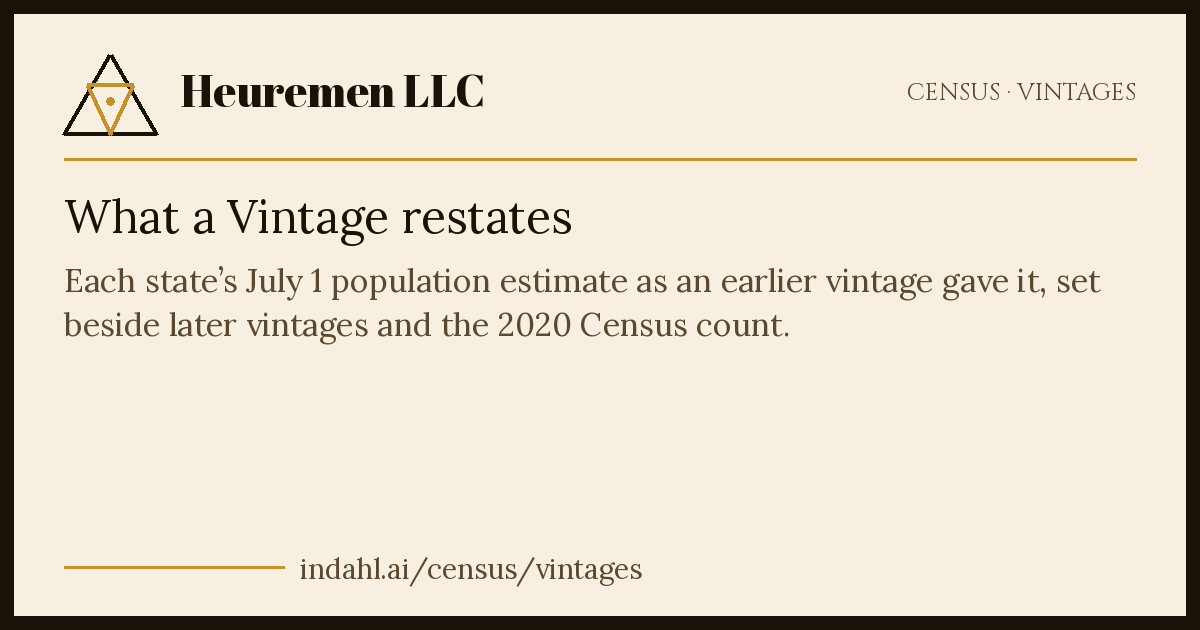 Heuremen LLC
CENSUS · VINTAGES
What a Vintage restates
Each state’s July 1 population estimate as an earlier vintage gave it, set
beside later vintages and the 2020 Census count.
indahl.ai/census/vintages